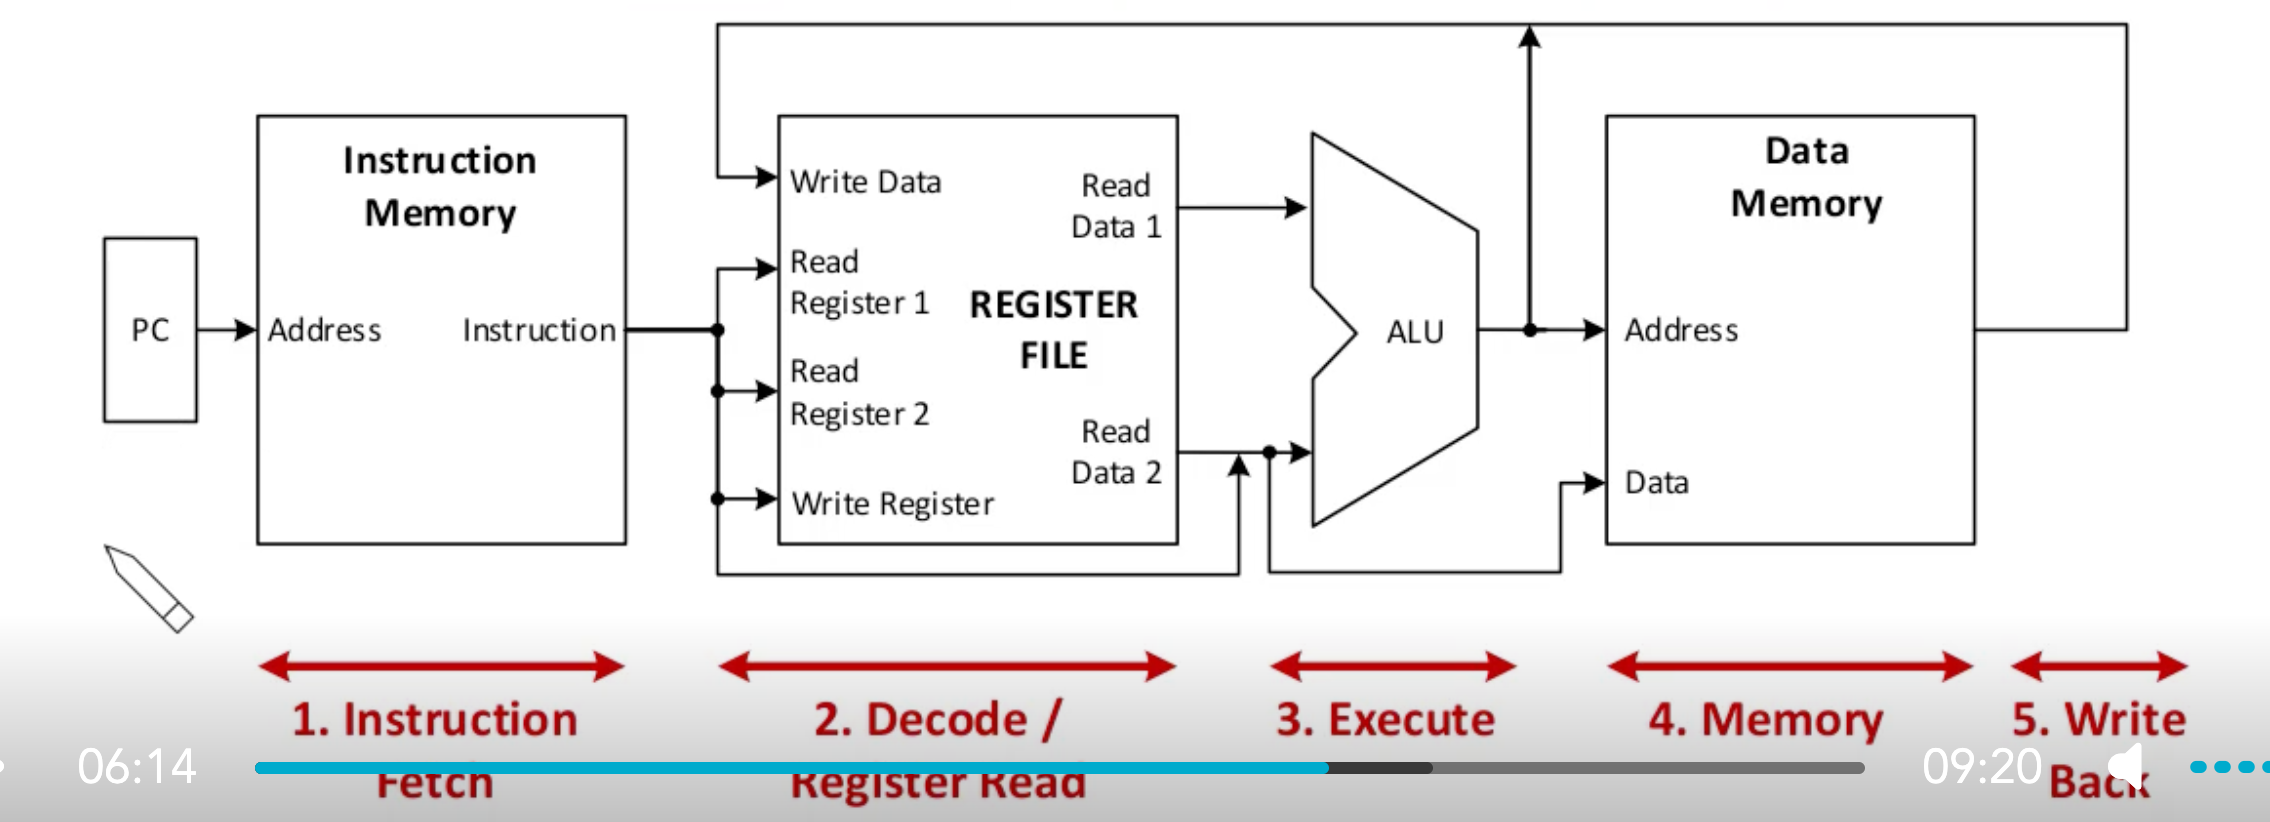 Instruction
Memory
PC
Address
Instruction
Write Data
Read
Register 1
Read
Register 2
Write Register
REGISTER
FILE
Read
Data 1
Read
Data 2
ALU
Data
Memory
Address
Data
1. Instruction
Fetch
2. Decode /
Register Read
3. Execute
4. Memory
5. Write
Back
06:14
09:20